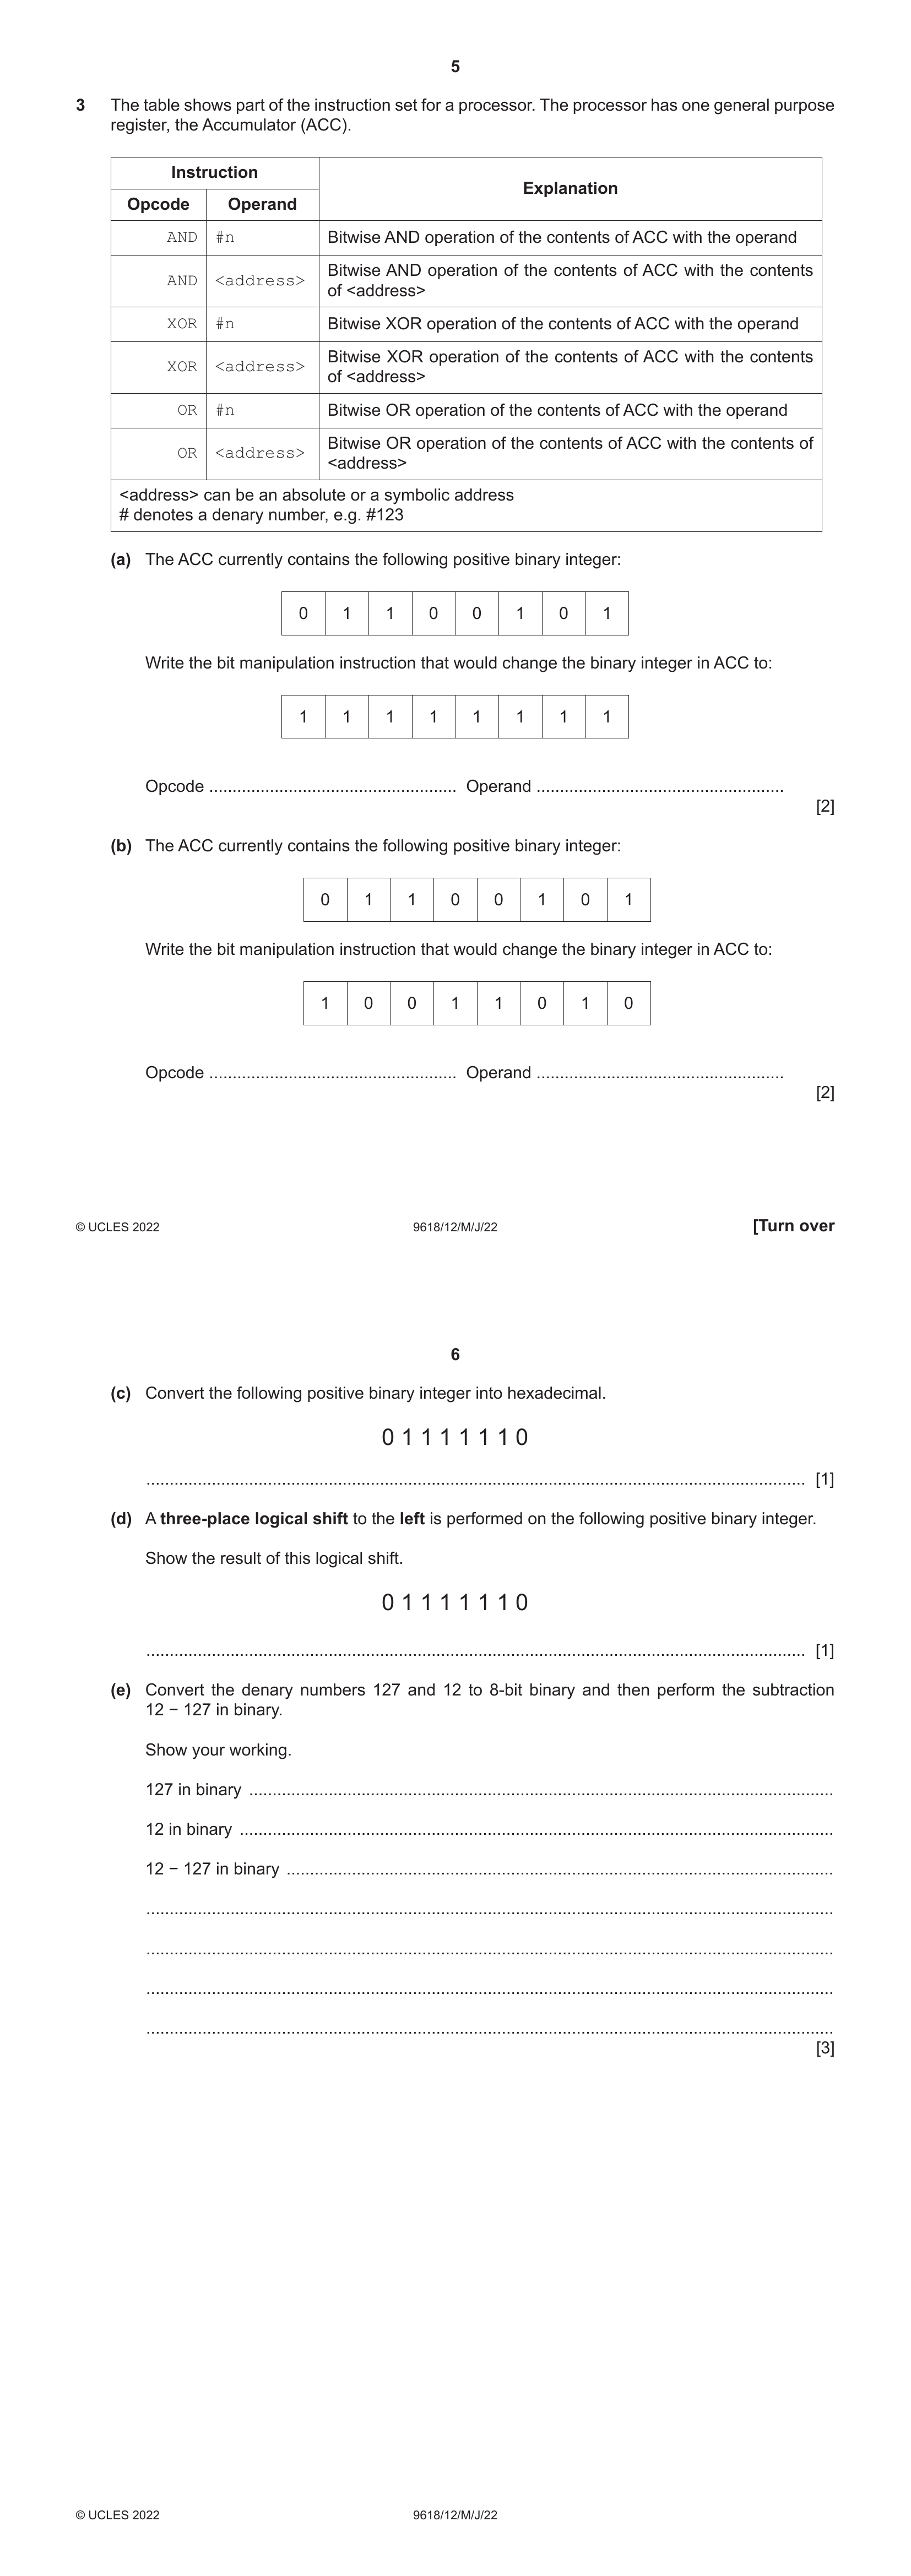 5
3 The table shows part of the instruction set for a processor. The processor has one general purpose
register, the Accumulator (ACC).
Instruction
Explanation
Opcode Operand
AND #n Bitwise AND operation of the contents of ACC with the operand
AND <address> Bitwise AND operation of the contents of ACC with the contents
of <address>
XOR #n Bitwise XOR operation of the contents of ACC with the operand
XOR <address> Bitwise XOR operation of the contents of ACC with the contents
of <address>
OR #n Bitwise OR operation of the contents of ACC with the operand
OR <address> Bitwise OR operation of the contents of ACC with the contents of
<address>
<address> can be an absolute or a symbolic address
# denotes a denary number, e.g. #123
(a) The ACC currently contains the following positive binary integer:
0 1 1 0 0 1 0 1
Write the bit manipulation instruction that would change the binary integer in ACC to:
1 1 1 1 1 1 1 1
Opcode ..................................................... Operand .....................................................
[2]
(b) The ACC currently contains the following positive binary integer:
0 1 1 0 0 1 0 1
Write the bit manipulation instruction that would change the binary integer in ACC to:
1 0 0 1 1 0 1 0
Opcode ..................................................... Operand .....................................................
[2]
© UCLES 2022 9618/12/M/J/22 [Turn over
6
(c) Convert the following positive binary integer into hexadecimal.
0 1 1 1 1 1 1 0
............................................................................................................................................. [1]
(d) A three-place logical shift to the left is performed on the following positive binary integer.
Show the result of this logical shift.
0 1 1 1 1 1 1 0
............................................................................................................................................. [1]
(e) Convert the denary numbers 127 and 12 to 8-bit binary and then perform the subtraction
12 − 127 in binary.
Show your working.
127 in binary .............................................................................................................................
12 in binary ...............................................................................................................................
12 − 127 in binary .....................................................................................................................
...................................................................................................................................................
...................................................................................................................................................
...................................................................................................................................................
...................................................................................................................................................
[3]
© UCLES 2022 9618/12/M/J/22